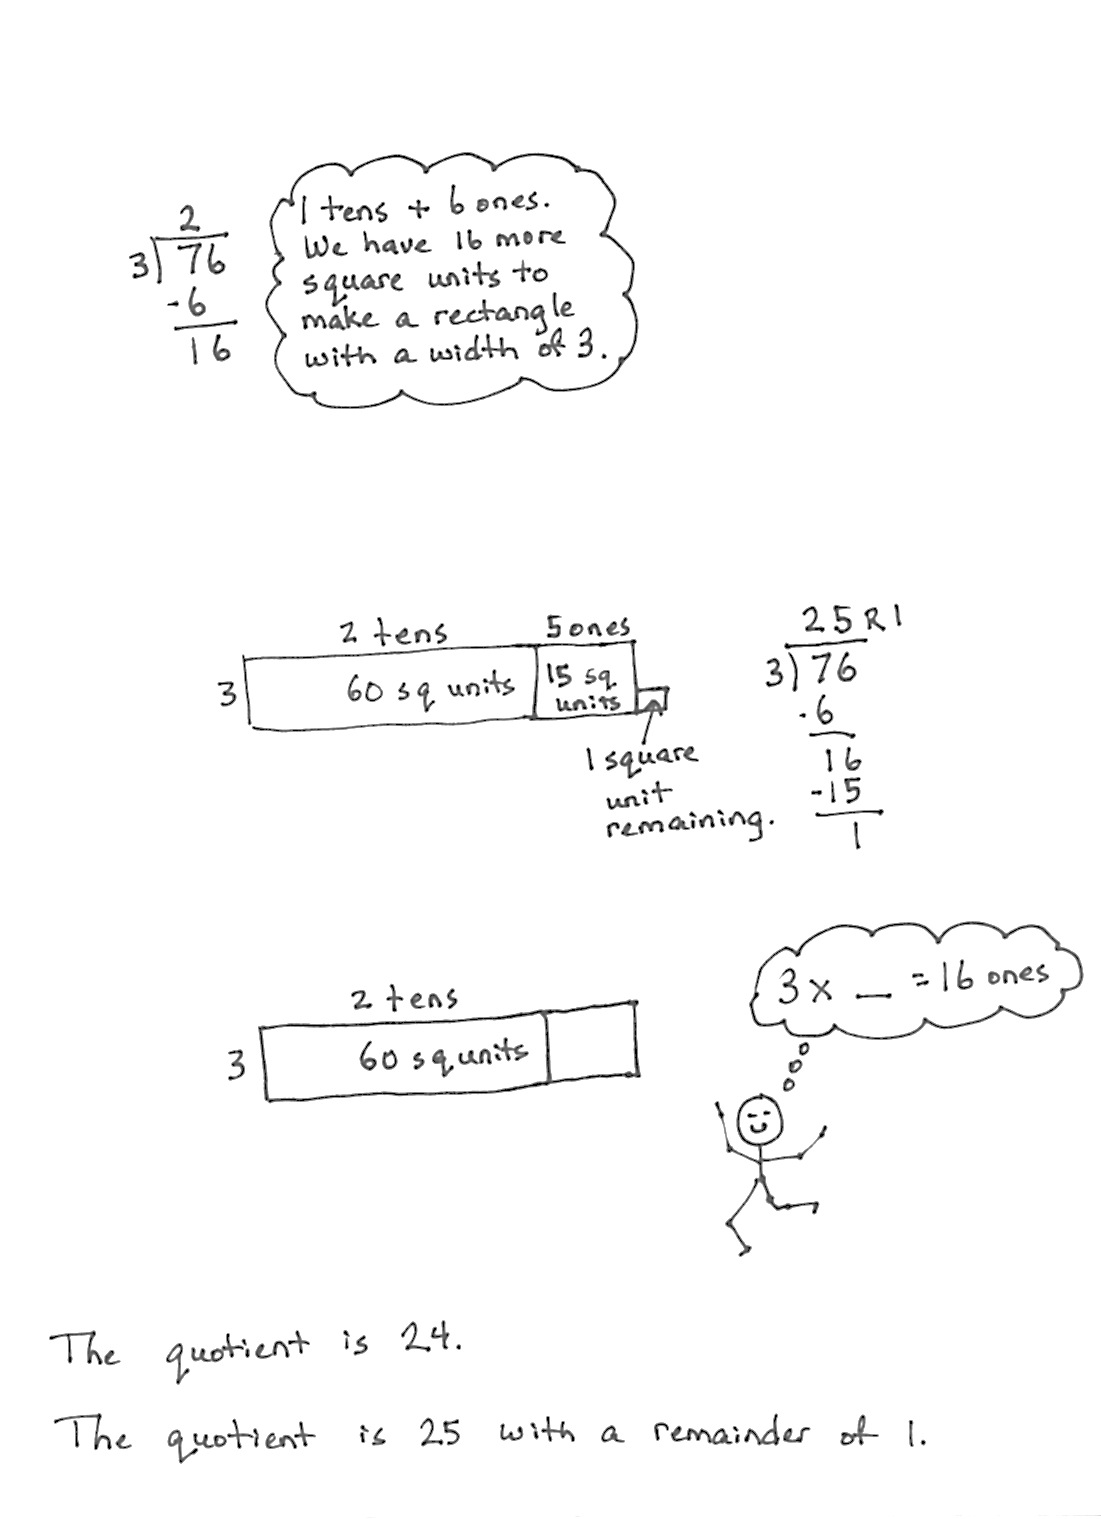 2
3)76
-6
16
1 tens + 6 ones.
We have 16 more
square units to
make a rectangle
with a width of 3.
2 tens 5 ones
3 60 sq units 15 sq
units
1 square
unit
remaining.
25 R 1
3)76
-6
16
-15
1
2 tens
3 60 sq units
3 x _ = 16 ones
The quotient is 24.
The quotient is 25 with a remainder of 1.